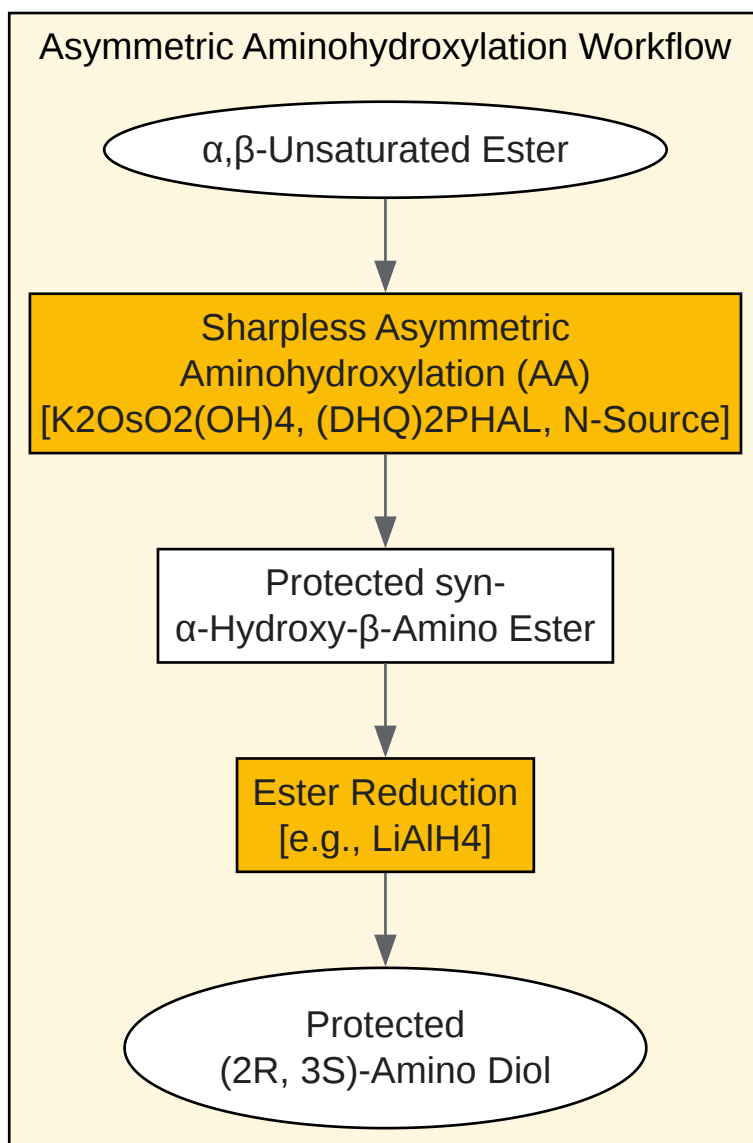 Asymmetric Aminohydroxylation Workflow
α,β-Unsaturated Ester
Sharpless Asymmetric
Aminohydroxylation (AA)
[K2OsO2(OH)4, (DHQ)2PHAL, N-Source]
Protected syn-
α-Hydroxy-β-Amino Ester
Ester Reduction
[e.g., LiAlH4]
Protected
(2R, 3S)-Amino Diol